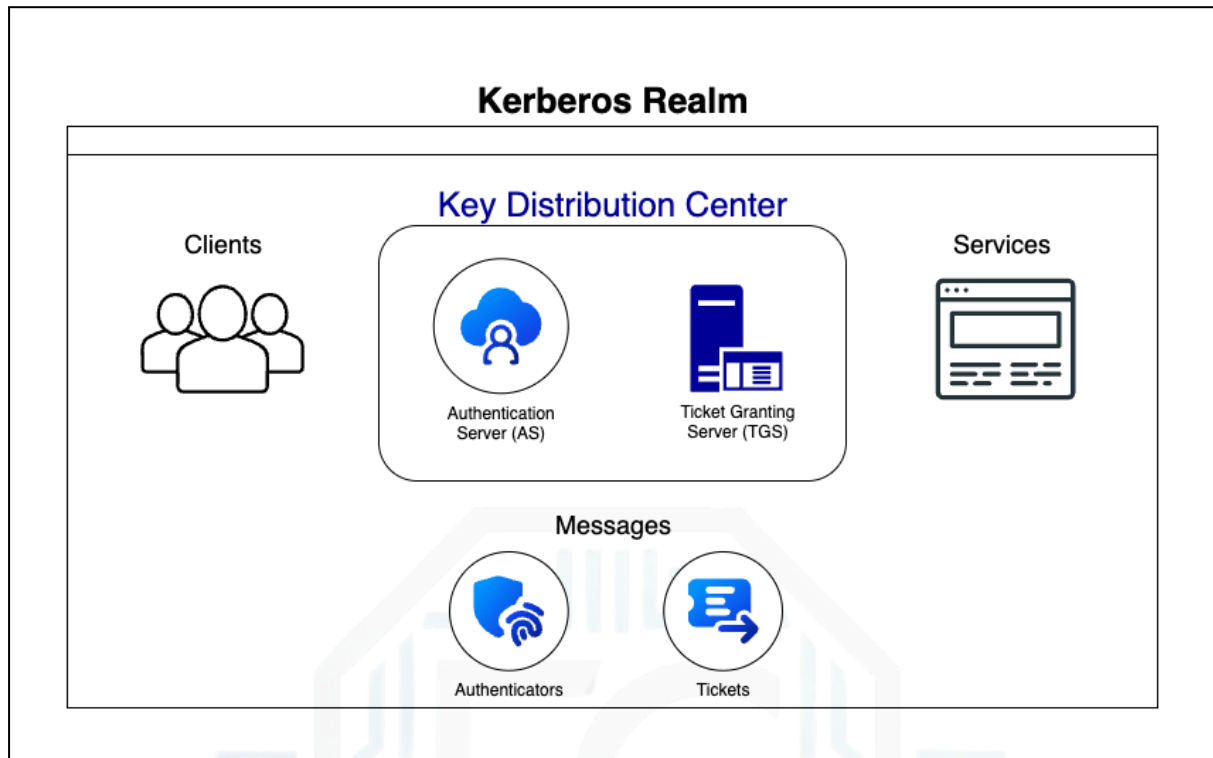 Kerberos Realm
Key Distribution Center
Clients
Services
Authentication
Server (AS)
Ticket Granting
Server (TGS)
Messages
Authenticators
Tickets